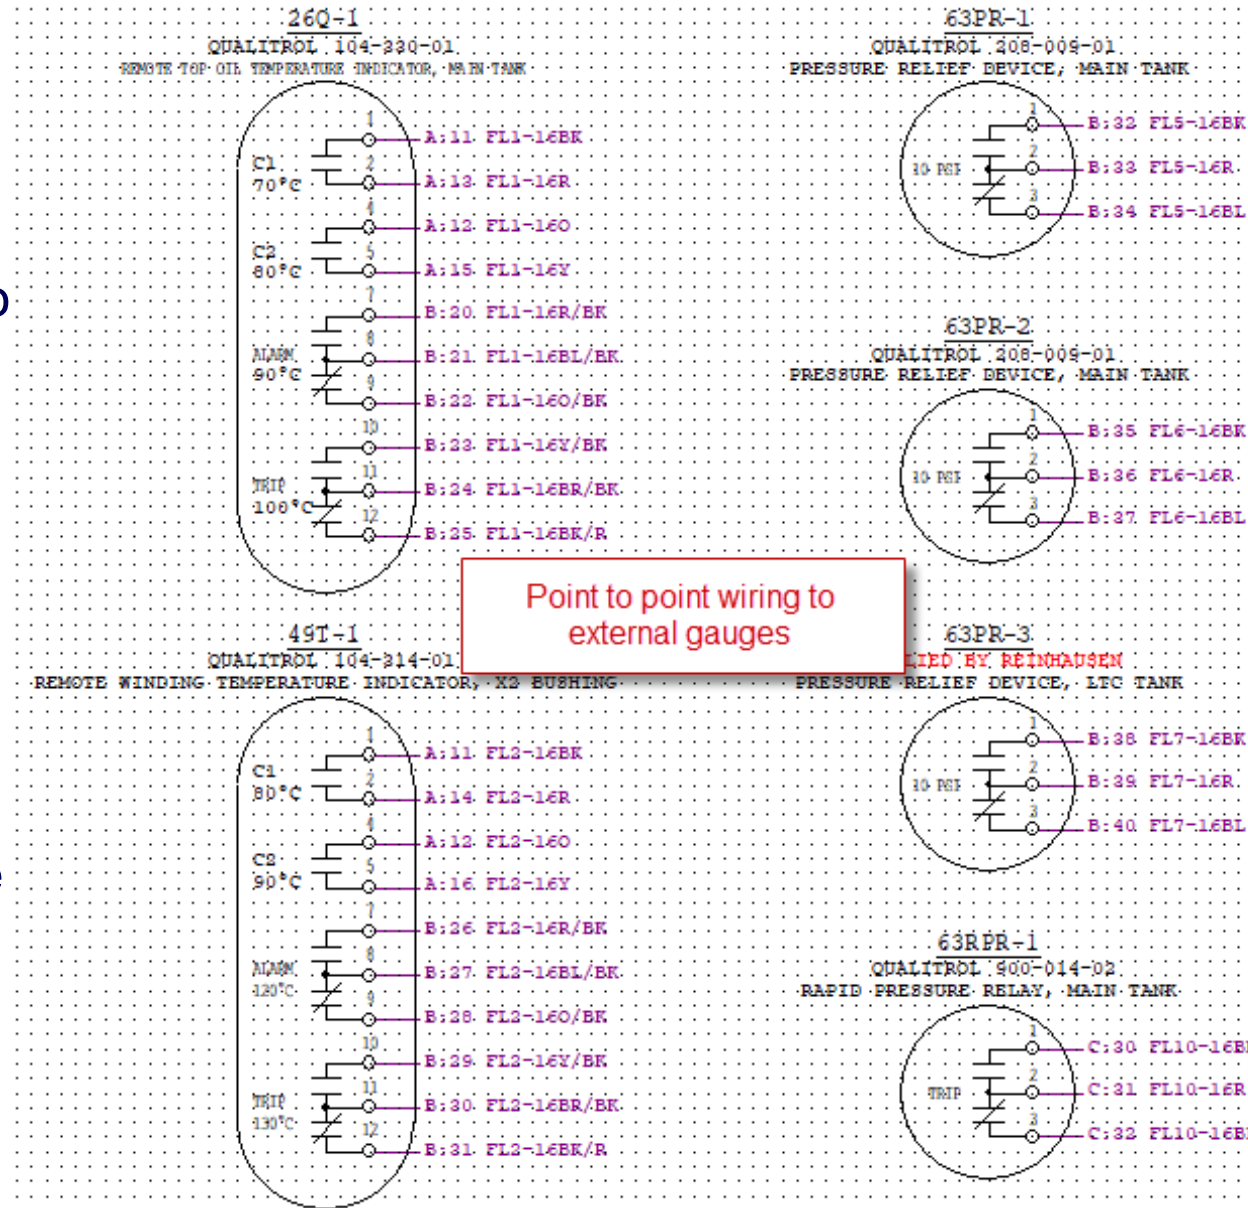 26Q-1
QUALITROL 104-330-01
REMOTE TOP OIL TEMPERATURE INDICATOR, MAIN TANK
1
A:11 FL1-16BK
C1
70°C
2
A:13 FL1-16R
4
A:12 FL1-16O
C2
80°C
5
A:15 FL1-16Y
7
B:20 FL1-16R/BK
ALARM
90°C
8
B:21 FL1-16BL/BK
9
B:22 FL1-16O/BK
10
B:23 FL1-16Y/BK
TRIP
100°C
11
B:24 FL1-16BR/BK
12
B:25 FL1-16BK/R
63PR-1
QUALITROL 208-009-01
PRESSURE RELIEF DEVICE, MAIN TANK
1
B:32 FL5-16BK
10 PSI
2
B:33 FL5-16R
3
B:34 FL5-16BL
63PR-2
QUALITROL 208-009-01
PRESSURE RELIEF DEVICE, MAIN TANK
1
B:35 FL6-16BK
10 PSI
2
B:36 FL6-16R
3
B:37 FL6-16BL
Point to point wiring to
external gauges
49T-1
QUALITROL 104-314-01
REMOTE WINDING TEMPERATURE INDICATOR, X2 BUSHING
1
A:11 FL2-16BK
C1
80°C
2
A:14 FL2-16R
4
A:12 FL2-16O
C2
90°C
5
A:16 FL2-16Y
7
B:26 FL2-16R/BK
ALARM
120°C
8
B:27 FL2-16BL/BK
9
B:28 FL2-16O/BK
10
B:29 FL2-16Y/BK
TRIP
130°C
11
B:30 FL2-16BR/BK
12
B:31 FL2-16BK/R
63PR-3
LIED BY REINHAUSEN
PRESSURE RELIEF DEVICE, LTC TANK
1
B:38 FL7-16BK
10 PSI
2
B:39 FL7-16R
3
B:40 FL7-16BL
63RPR-1
QUALITROL 900-014-02
RAPID PRESSURE RELAY, MAIN TANK
1
C:30 FL10-16B
TRIP
2
C:31 FL10-16R
3
C:32 FL10-16B